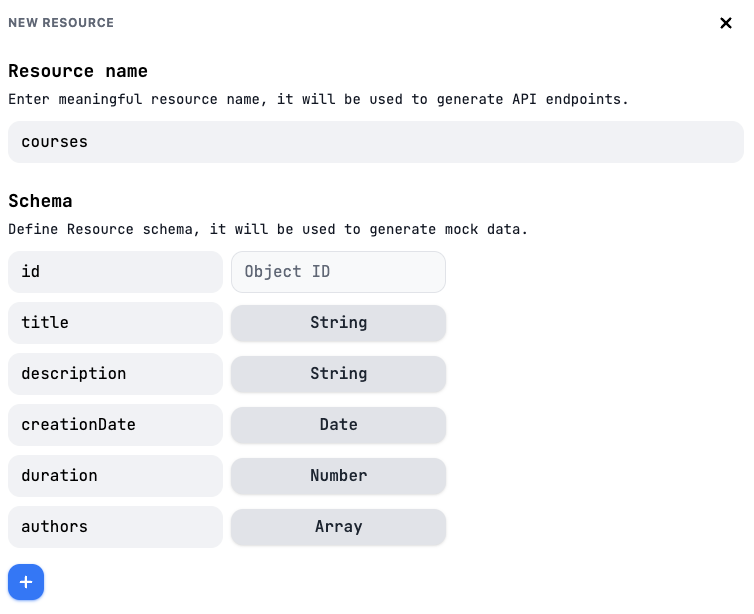 NEW RESOURCE
Resource name
Enter meaningful resource name, it will be used to generate API endpoints.
courses
Schema
Define Resource schema, it will be used to generate mock data.
id Object ID
title String
description String
creationDate Date
duration Number
authors Array